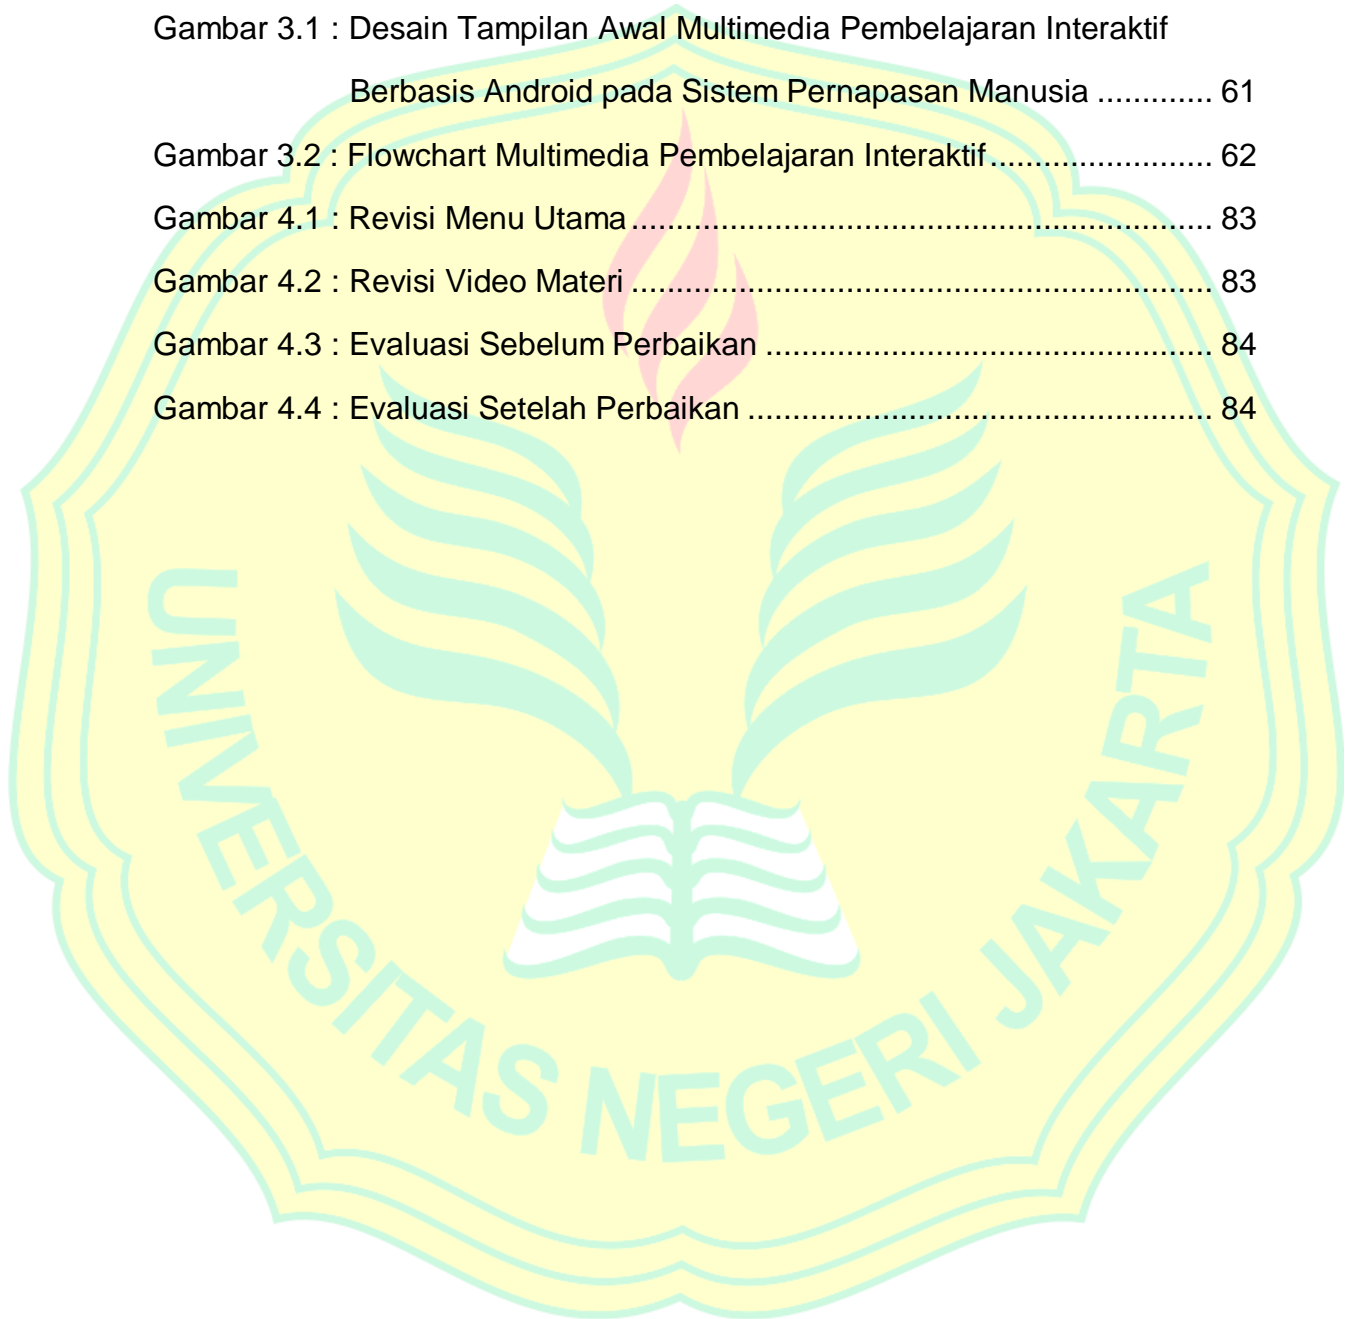 Gambar 3.1 : Desain Tampilan Awal Multimedia Pembelajaran Interaktif
Berbasis Android pada Sistem Pernapasan Manusia ............. 61
Gambar 3.2 : Flowchart Multimedia Pembelajaran Interaktif......................... 62
Gambar 4.1 : Revisi Menu Utama................................................................. 83
Gambar 4.2 : Revisi Video Materi ................................................................. 83
Gambar 4.3 : Evaluasi Sebelum Perbaikan .................................................. 84
Gambar 4.4 : Evaluasi Setelah Perbaikan .................................................... 84
UNIVERSITAS NEGERI JAKARTA